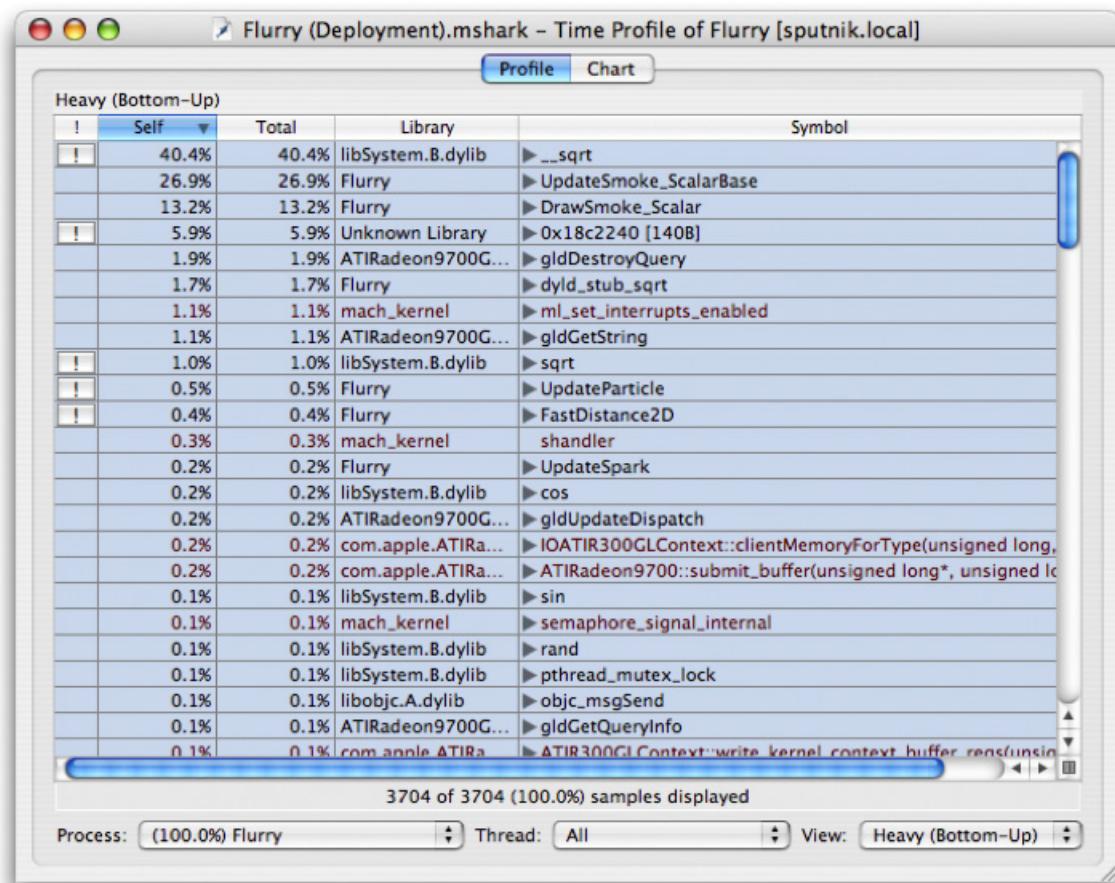 Flurry (Deployment).mshark – Time Profile of Flurry [sputnik.local]
Profile Chart
Heavy (Bottom-Up)
! Self Total Library Symbol
! 40.4% 40.4% libSystem.B.dylib __sqrt
26.9% 26.9% Flurry UpdateSmoke_ScalarBase
13.2% 13.2% Flurry DrawSmoke_Scalar
! 5.9% 5.9% Unknown Library 0x18c2240 [140B]
1.9% 1.9% ATIRadeon9700G... gldDestroyQuery
1.7% 1.7% Flurry dyld_stub_sqrt
1.1% 1.1% mach_kernel ml_set_interrupts_enabled
1.1% 1.1% ATIRadeon9700G... gldGetString
! 1.0% 1.0% libSystem.B.dylib sqrt
! 0.5% 0.5% Flurry UpdateParticle
! 0.4% 0.4% Flurry FastDistance2D
0.3% 0.3% mach_kernel shandler
0.2% 0.2% Flurry UpdateSpark
0.2% 0.2% libSystem.B.dylib cos
0.2% 0.2% ATIRadeon9700G... gldUpdateDispatch
0.2% 0.2% com.apple.ATIRa... IOATIR300GLContext::clientMemoryForType(unsigned long,
0.2% 0.2% com.apple.ATIRa... ATIRadeon9700::submit_buffer(unsigned long*, unsigned lo
0.1% 0.1% libSystem.B.dylib sin
0.1% 0.1% mach_kernel semaphore_signal_internal
0.1% 0.1% libSystem.B.dylib rand
0.1% 0.1% libSystem.B.dylib pthread_mutex_lock
0.1% 0.1% libobjc.A.dylib objc_msgSend
0.1% 0.1% ATIRadeon9700G... gldGetQueryInfo
0.1% 0.1% com.apple.ATIRa... ATIR300GLContext::write_kernel_context_buffer_regs(unsig
3704 of 3704 (100.0%) samples displayed
Process: (100.0%) Flurry Thread: All View: Heavy (Bottom-Up)